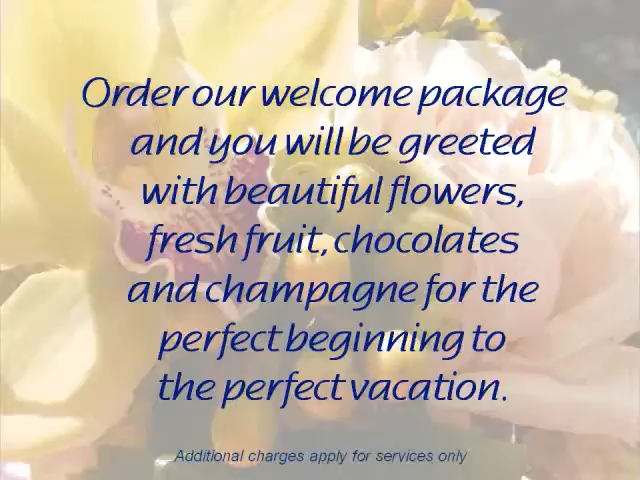 Order our welcome package
and you will be greeted
with beautiful flowers,
fresh fruit, chocolates
and champagne for the
perfect beginning to
the perfect vacation.
Additional charges apply for services only